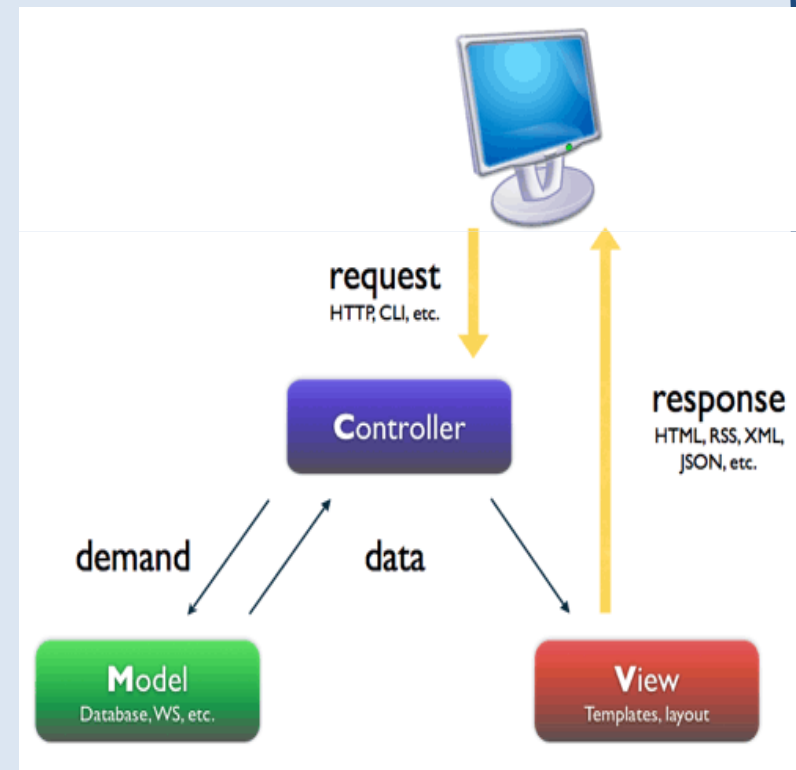 request
HTTP, CLI, etc.
Controller
response
HTML, RSS, XML,
JSON, etc.
demand
data
Model
Database, WS, etc.
View
Templates, layout